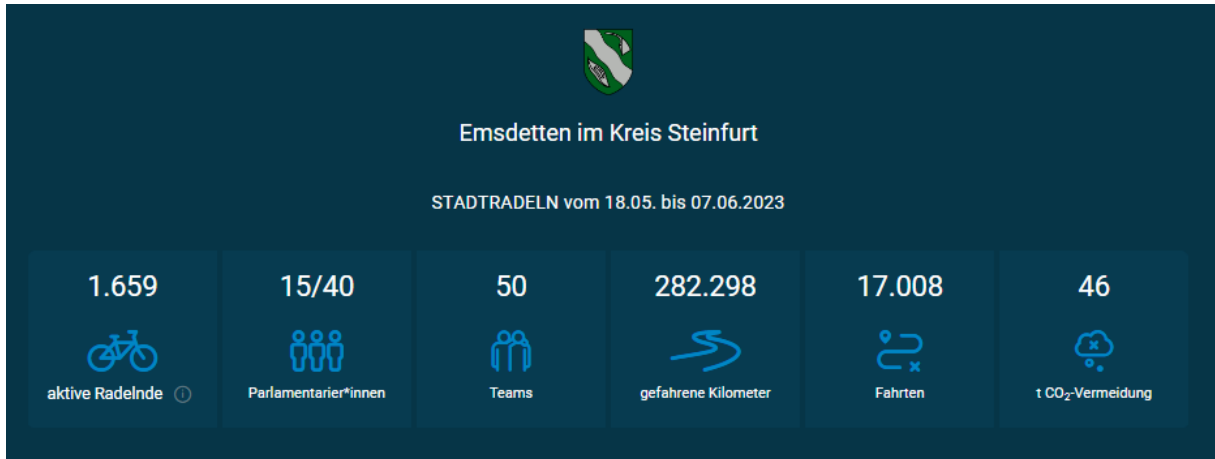 Emsdetten im Kreis Steinfurt
STADTRADELN vom 18.05. bis 07.06.2023
1.659
aktive Radelnde
15/40
Parlamentarier*innen
50
Teams
282.298
gefahrene Kilometer
17.008
Fahrten
46
t CO₂-Vermeidung